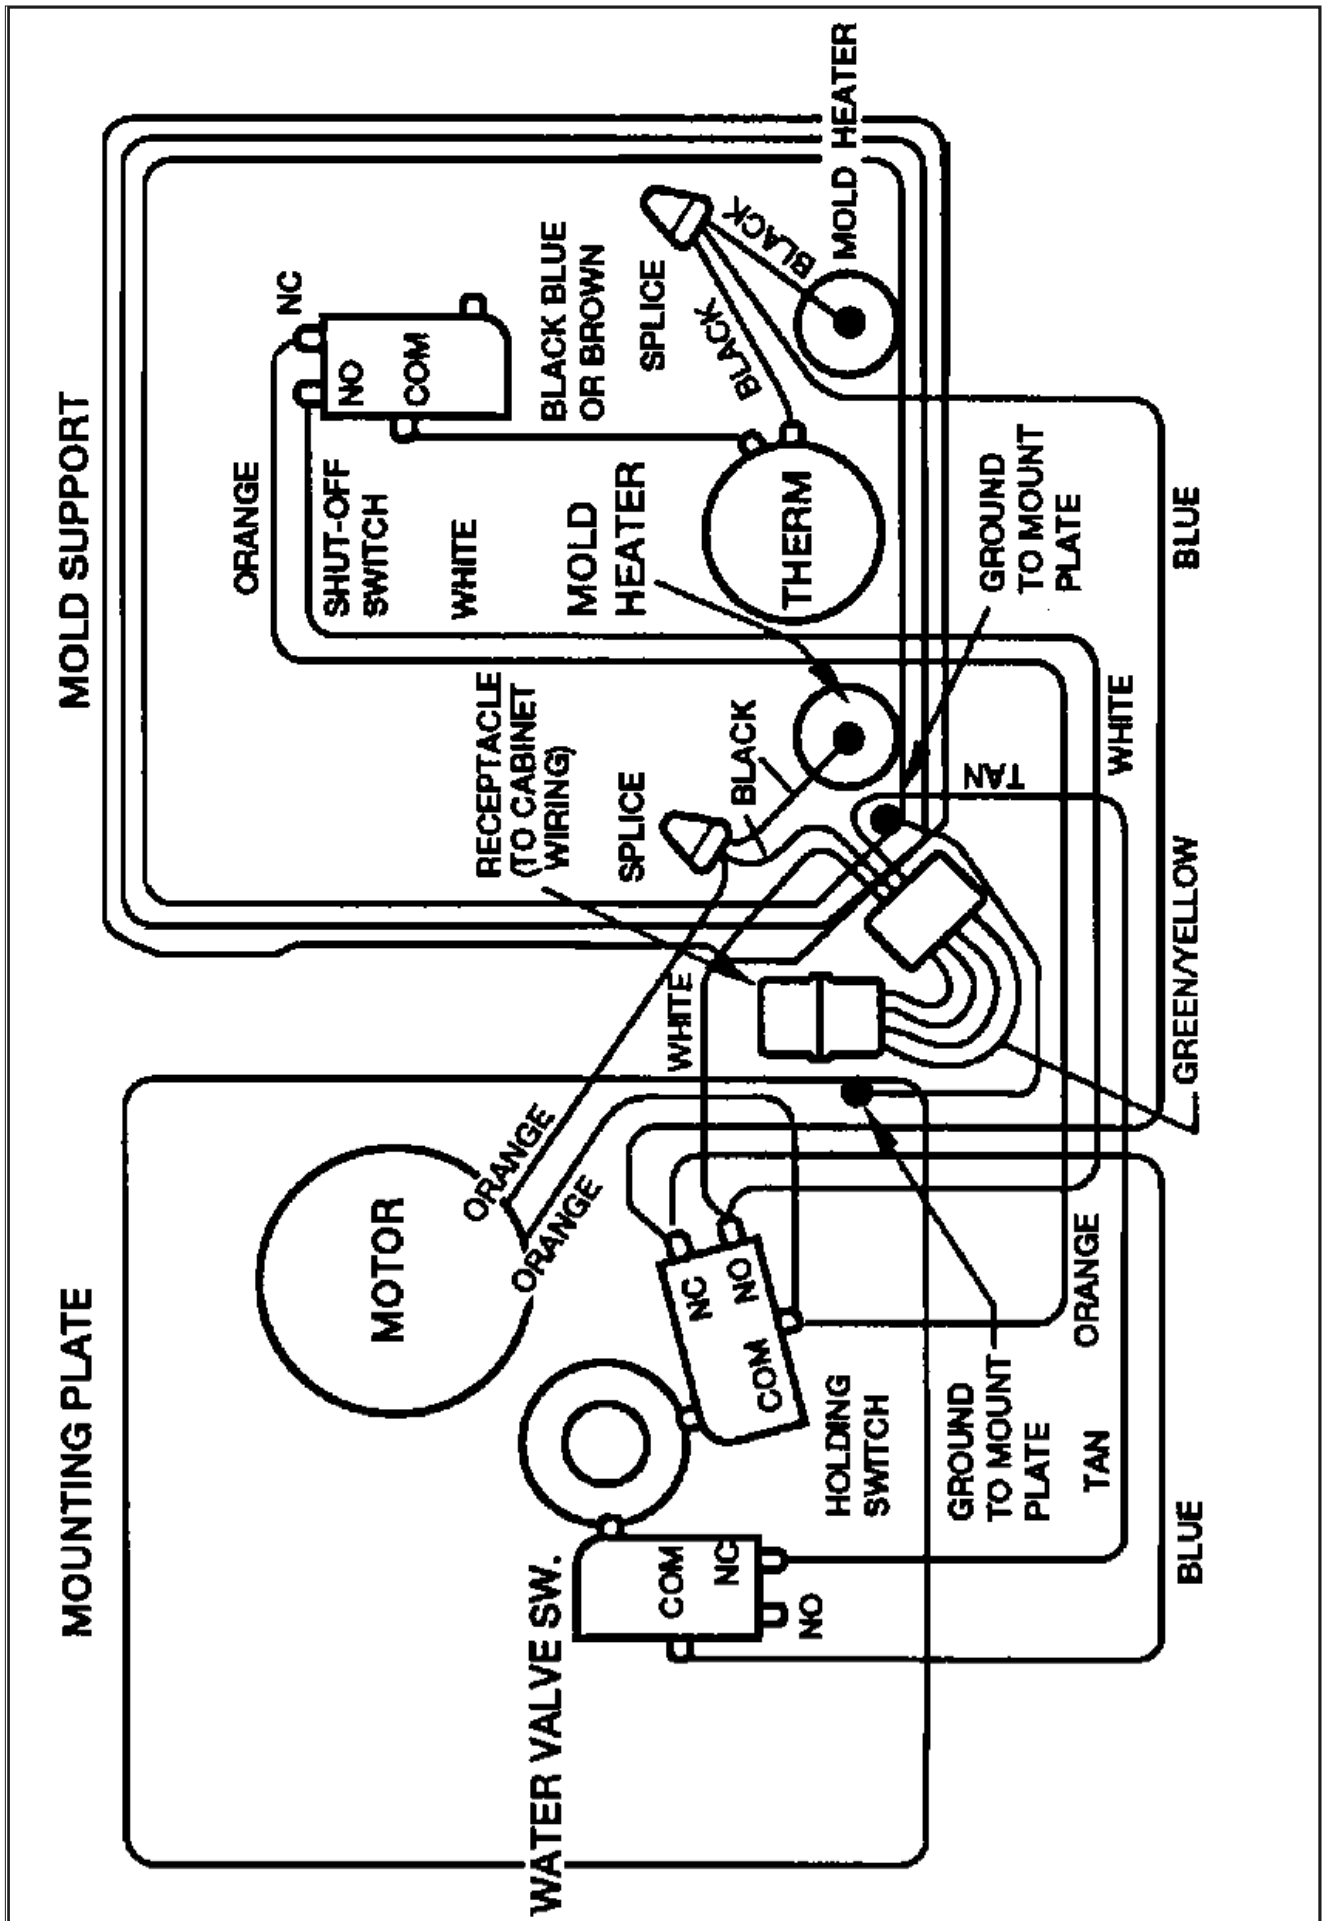 MOUNTING PLATE
MOLD SUPPORT
MOTOR
ORANGE
ORANGE
ORANGE
NC
NO
COM
SHUT-OFF
SWITCH
WHITE
BLACK BLUE
OR BROWN
MOLD
HEATER
RECEPTACLE
(TO CABINET
WIRING)
SPLICE
SPLICE
BLACK
BLACK
BLACK
THERM
MOLD HEATER
WHITE
WATER VALVE SW.
COM
NC
NO
NC
NO
COM
HOLDING
SWITCH
GROUND
TO MOUNT
PLATE
GROUND
TO MOUNT
PLATE
TAN
TAN
ORANGE
WHITE
GREEN/YELLOW
BLUE
BLUE